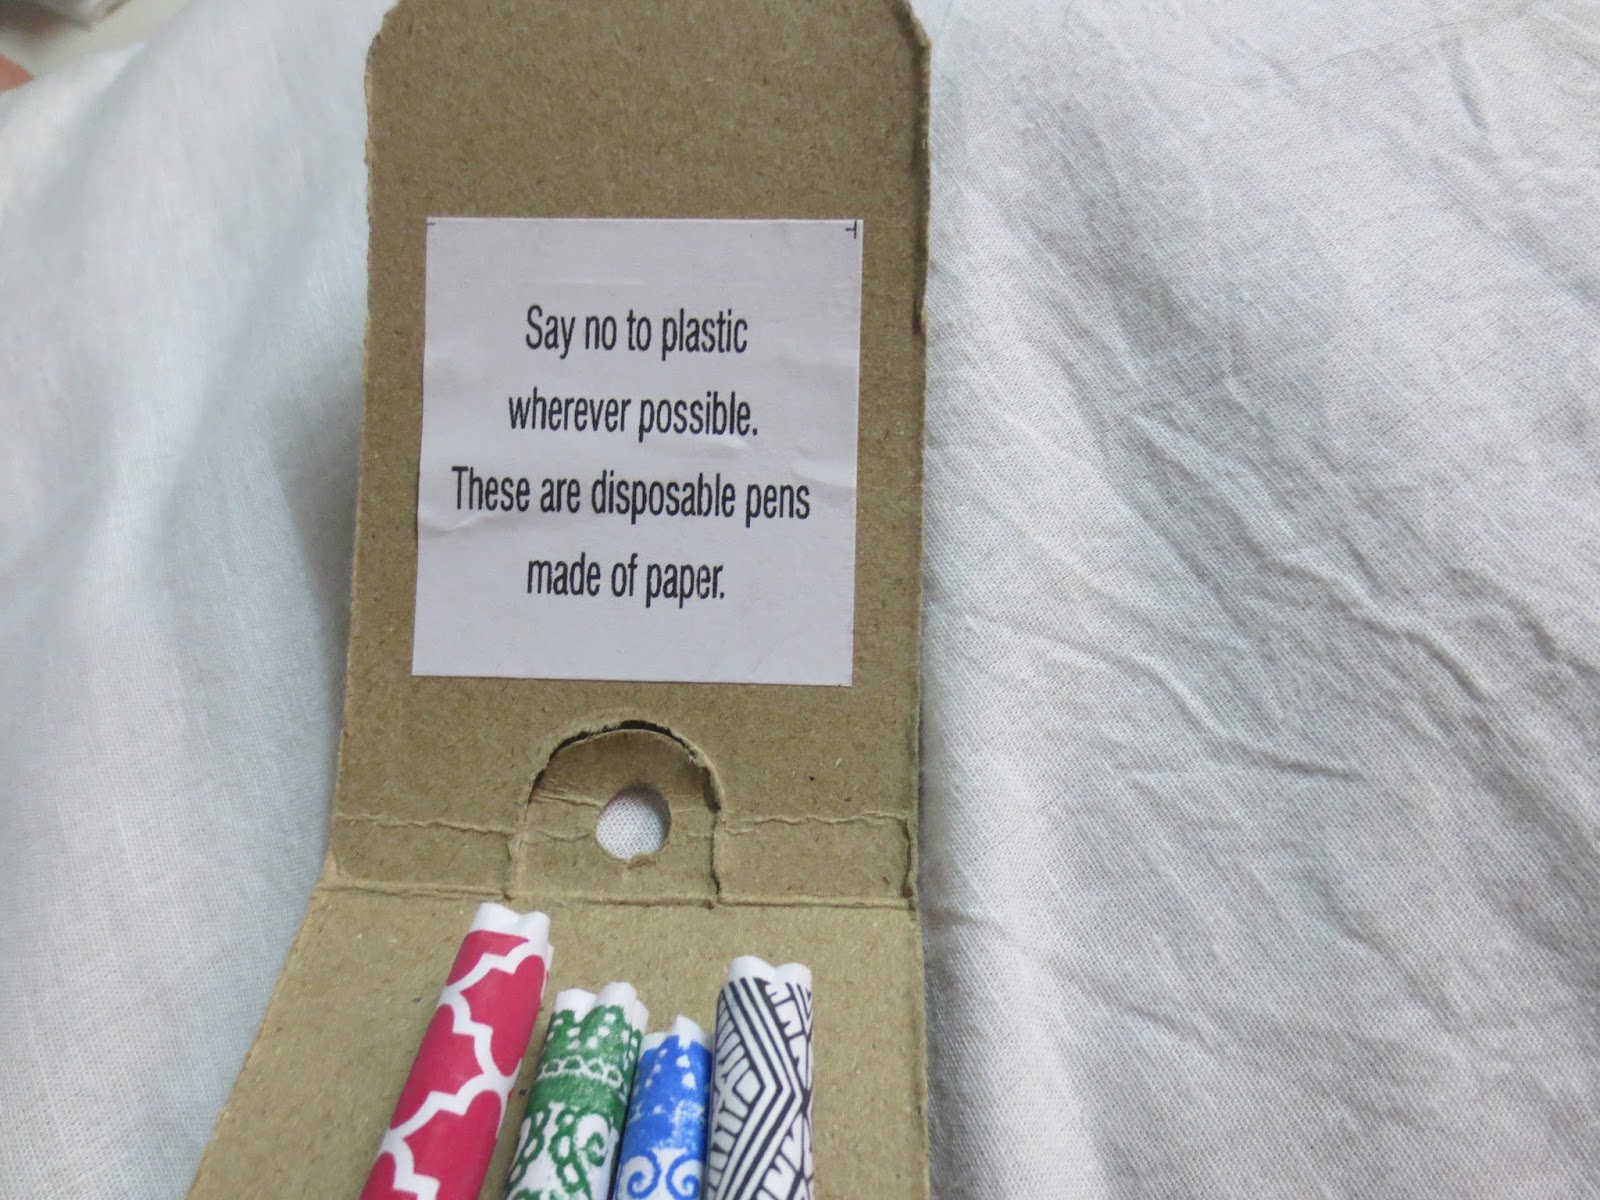 Say no to plastic
wherever possible.
These are disposable pens
made of paper.